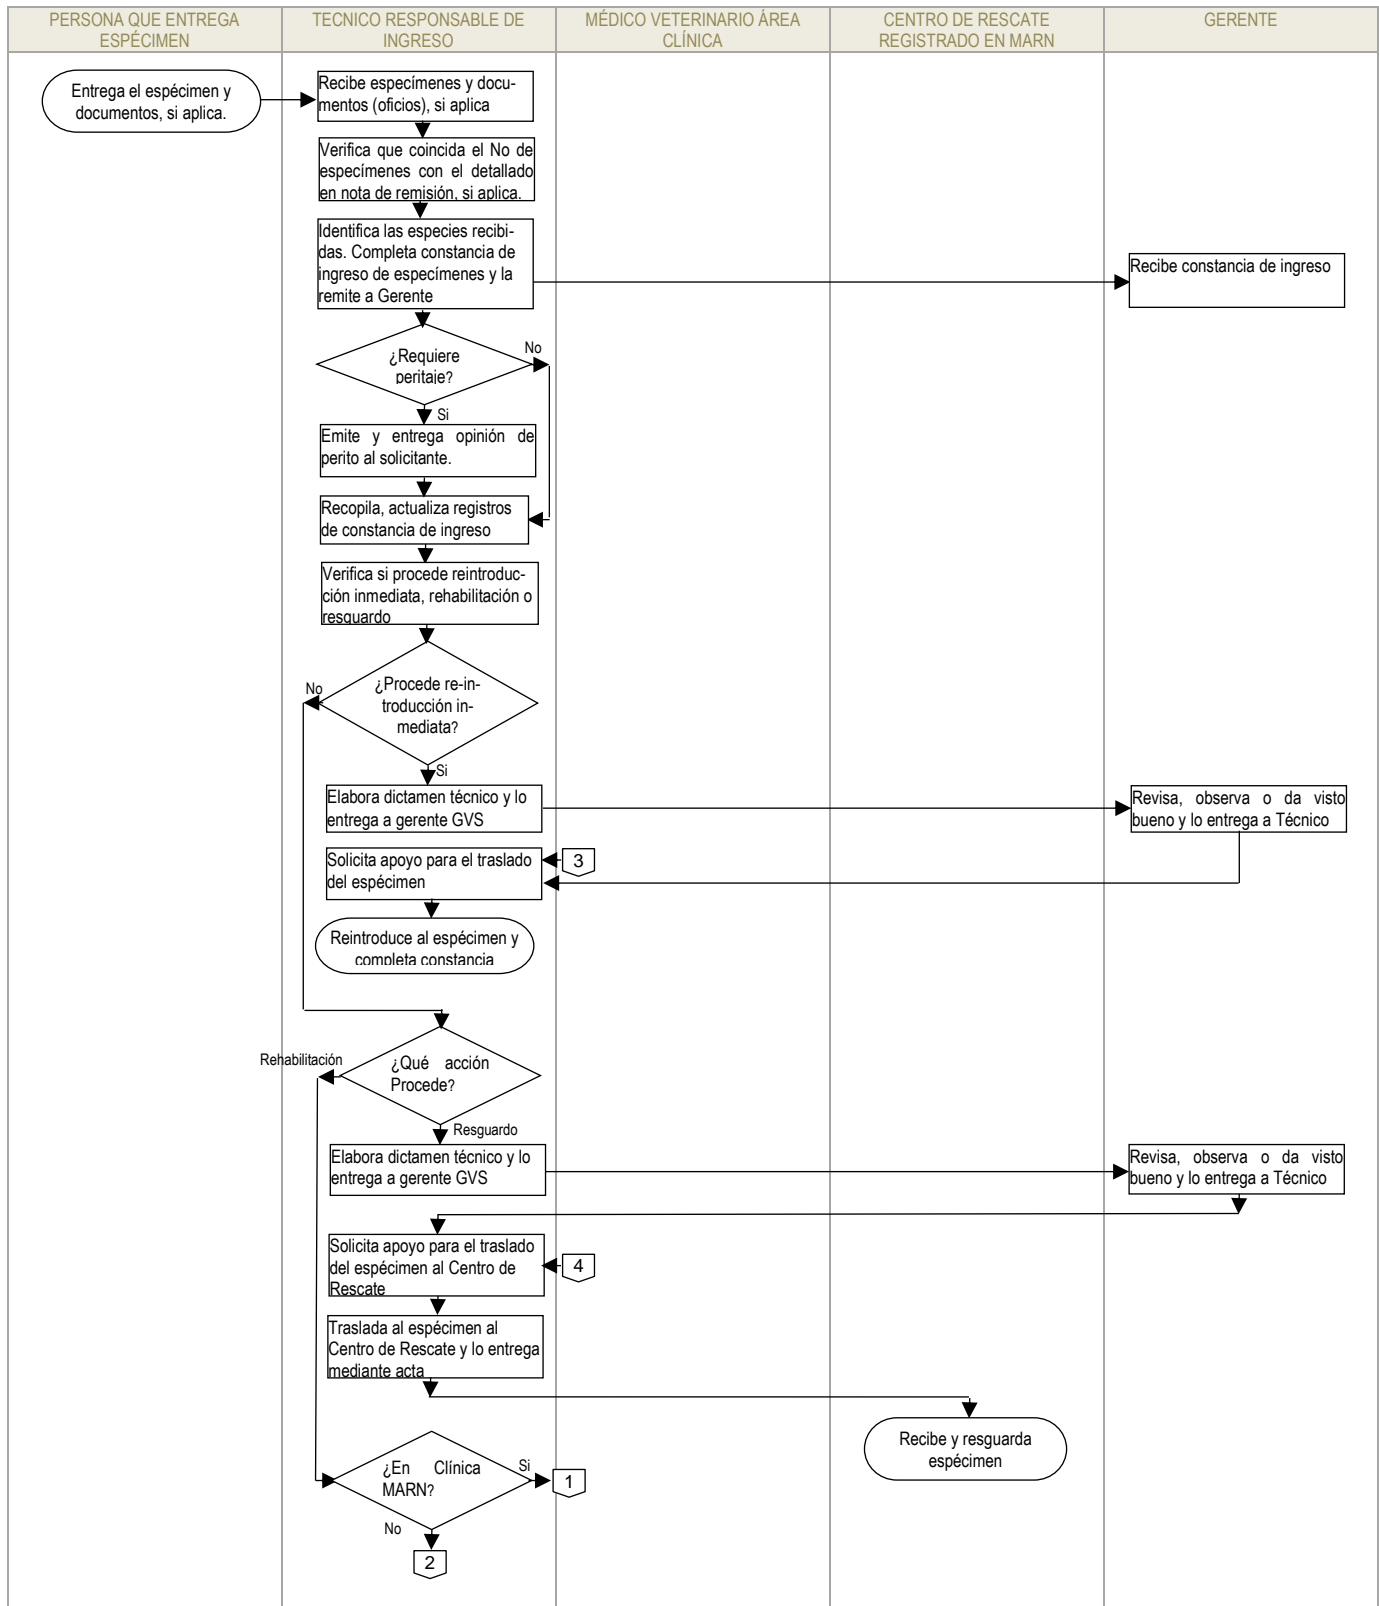 PERSONA QUE ENTREGA
ESPÉCIMEN
TECNICO RESPONSABLE DE
INGRESO
MÉDICO VETERINARIO ÁREA
CLÍNICA
CENTRO DE RESCATE
REGISTRADO EN MARN
GERENTE
Entrega el espécimen y
documentos, si aplica.
Recibe especímenes y docu-
mentos (oficios), si aplica
Verifica que coincida el No de
especímenes con el detallado
en nota de remisión, si aplica.
Identifica las especies recibi-
das. Completa constancia de
ingreso de especímenes y la
remite a Gerente
Recibe constancia de ingreso
¿Requiere
peritaje?
No
Si
Emite y entrega opinión de
perito al solicitante.
Recopila, actualiza registros
de constancia de ingreso
Verifica si procede reintroduc-
ción inmediata, rehabilitación o
resguardo
¿Procede re-in-
troducción in-
mediata?
No
Si
Elabora dictamen técnico y lo
entrega a gerente GVS
Revisa, observa o da visto
bueno y lo entrega a Técnico
Solicita apoyo para el traslado
del espécimen
3
Reintroduce al espécimen y
completa constancia
¿Qué acción
Procede?
Rehabilitación
Resguardo
Elabora dictamen técnico y lo
entrega a gerente GVS
Revisa, observa o da visto
bueno y lo entrega a Técnico
Solicita apoyo para el traslado
del espécimen al Centro de
Rescate
4
Traslada al espécimen al
Centro de Rescate y lo entrega
mediante acta
Recibe y resguarda
espécimen
¿En Clínica
MARN?
Si
1
No
2